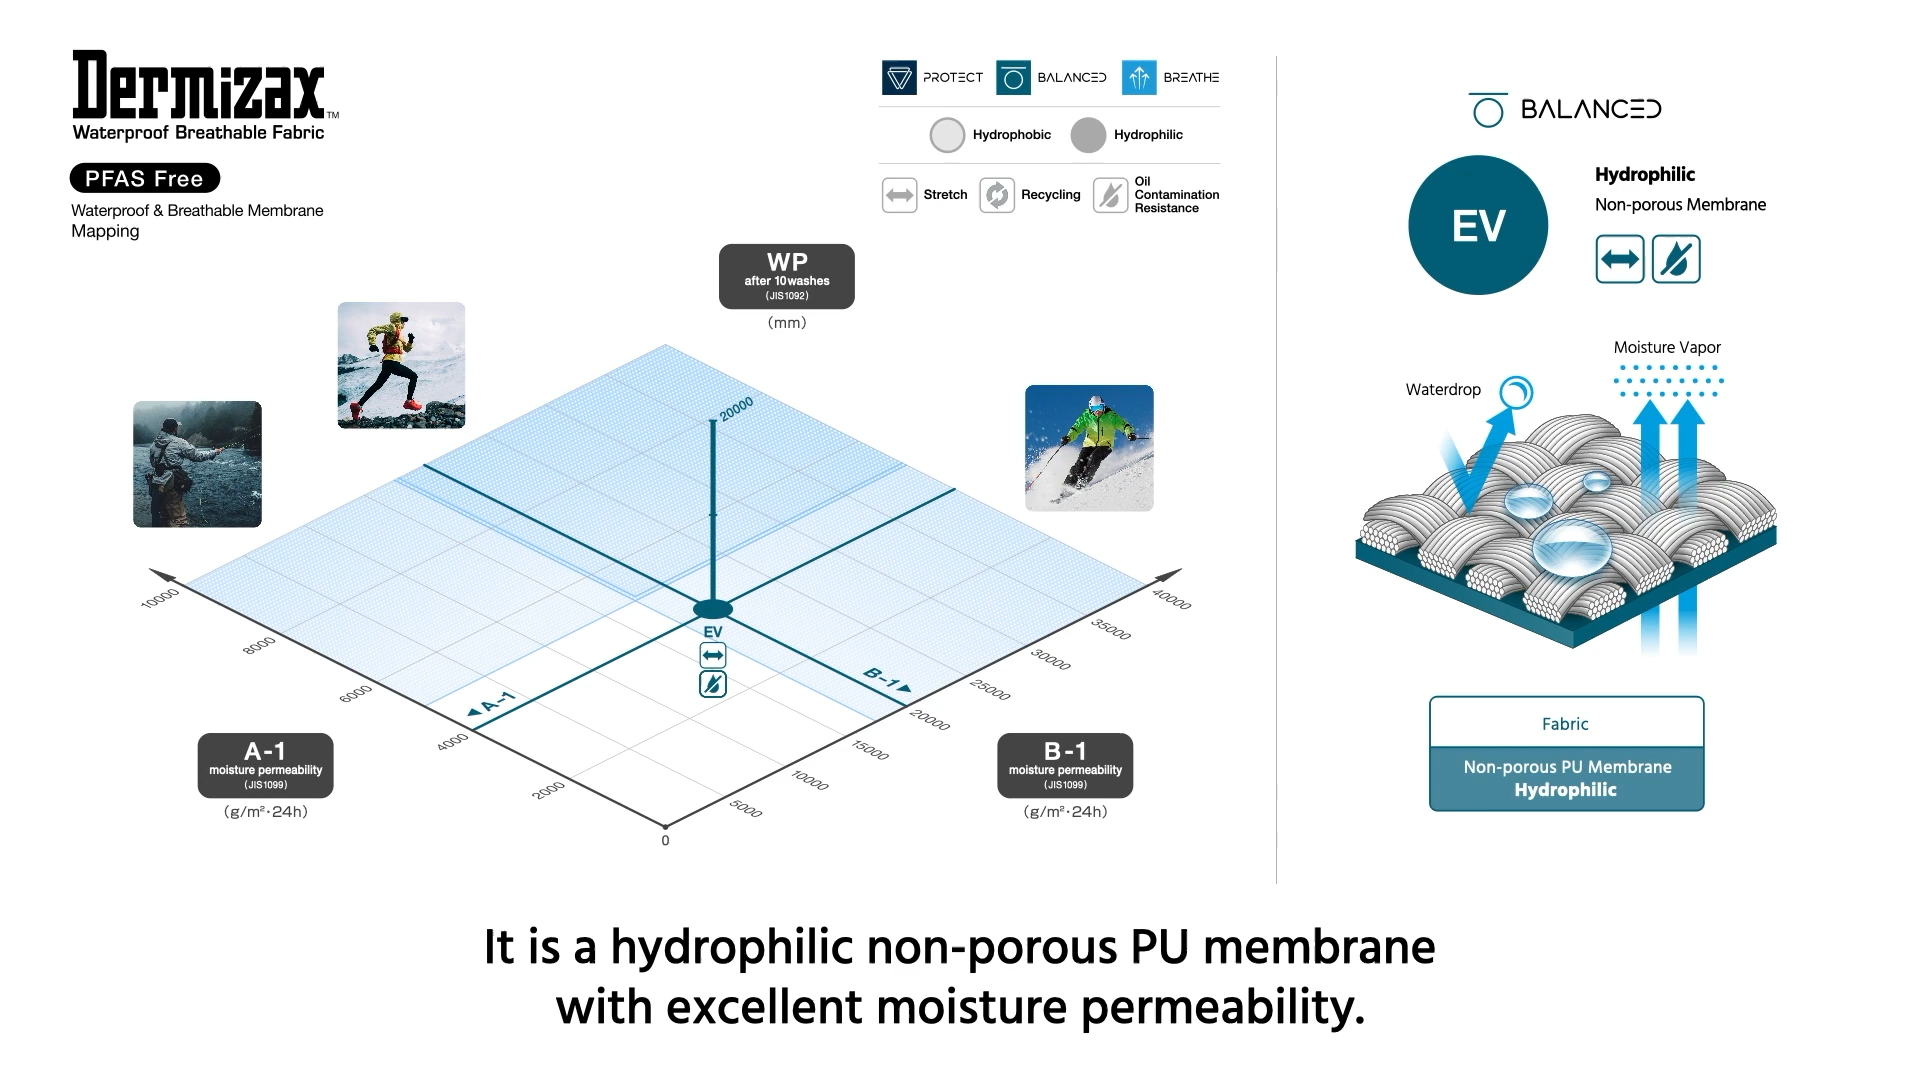 Dermizax™
Waterproof Breathable Fabric
PFAS Free
Waterproof & Breathable Membrane
Mapping
PROTECT
BALANCED
BREATHE
Hydrophobic
Hydrophilic
Stretch
Recycling
Oil
Contamination
Resistance
WP
after 10washes
(JIS1092)
(mm)
20000
EV
◀A-1
B-1▶
10000
8000
6000
4000
2000
0
5000
10000
15000
20000
25000
30000
35000
40000
A-1
moisture permeability
(JIS1099)
(g/m²·24h)
B-1
moisture permeability
(JIS1099)
(g/m²·24h)
BALANCED
EV
Hydrophilic
Non-porous Membrane
Moisture Vapor
Waterdrop
Fabric
Non-porous PU Membrane
Hydrophilic
It is a hydrophilic non-porous PU membrane
with excellent moisture permeability.